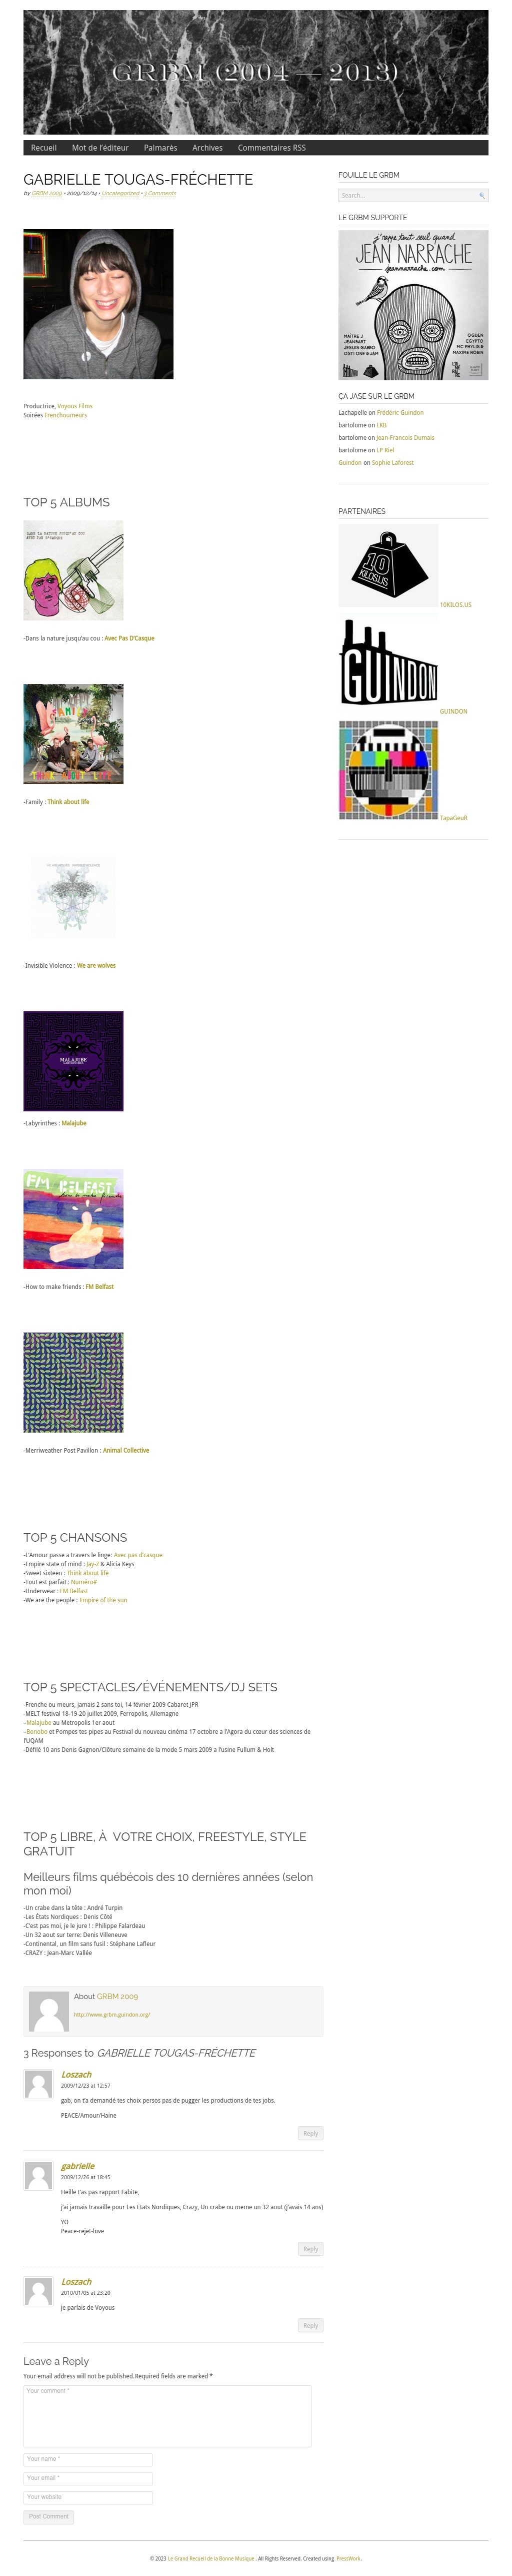 GRBM (2004 — 2013)
Recueil Mot de l'éditeur Palmarès Archives Commentaires RSS
GABRIELLE TOUGAS-FRÉCHETTE
by GRBM 2009 • 2009/12/14 • Uncategorized • 3 Comments
Productrice, Voyous Films
Soirées Frenchoumeurs
TOP 5 ALBUMS
-Dans la nature jusqu'au cou : Avec Pas D'Casque
FAMILY
THINK ABOUT LIFE
-Family : Think about life
-Invisible Violence : We are wolves
MALAJUBE
-Labyrinthes : Malajube
FM BELFAST
how to make friends
-How to make friends : FM Belfast
-Merriweather Post Pavillon : Animal Collective
TOP 5 CHANSONS
-L'Amour passe a travers le linge: Avec pas d'casque
-Empire state of mind : Jay-Z & Alicia Keys
-Sweet sixteen : Think about life
-Tout est parfait : Numéro#
-Underwear : FM Belfast
-We are the people : Empire of the sun
TOP 5 SPECTACLES/ÉVÉNEMENTS/DJ SETS
-Frenche ou meurs, jamais 2 sans toi, 14 février 2009 Cabaret JPR
-MELT festival 18-19-20 juillet 2009, Ferropolis, Allemagne
–Malajube au Metropolis 1er aout
–Bonobo et Pompes tes pipes au Festival du nouveau cinéma 17 octobre a l'Agora du cœur des sciences de
l'UQAM
-Défilé 10 ans Denis Gagnon/Clôture semaine de la mode 5 mars 2009 a l'usine Fullum & Holt
TOP 5 LIBRE, À VOTRE CHOIX, FREESTYLE, STYLE
GRATUIT
Meilleurs films québécois des 10 dernières années (selon
mon moi)
-Un crabe dans la tête : André Turpin
-Les États Nordiques : Denis Côté
-C'est pas moi, je le jure ! : Philippe Falardeau
-Un 32 aout sur terre: Denis Villeneuve
-Continental, un film sans fusil : Stéphane Lafleur
-CRAZY : Jean-Marc Vallée
About GRBM 2009
http://www.grbm.guindon.org/
3 Responses to GABRIELLE TOUGAS-FRÉCHETTE
Loszach
2009/12/23 at 12:57
gab, on t'a demandé tes choix persos pas de pugger les productions de tes jobs.
PEACE/Amour/Haine
Reply
gabrielle
2009/12/26 at 18:45
Heille t'as pas rapport Fabite,
j'ai jamais travaille pour Les Etats Nordiques, Crazy, Un crabe ou meme un 32 aout (j'avais 14 ans)
YO
Peace-rejet-love
Reply
Loszach
2010/01/05 at 23:20
je parlais de Voyous
Reply
Leave a Reply
Your email address will not be published. Required fields are marked *
Your comment *
Your name *
Your email *
Your website
Post Comment
FOUILLE LE GRBM
Search...
LE GRBM SUPPORTE
j'rappe tout seul quand
JEAN NARRACHE
jeannarrache.com
MAITRE J
JEANBART
JESUIS GABBO
OSTI ONE & JAM
OGDEN
EGYPTO
MC PHYLIS &
MAXIME ROBIN
ÇA JASE SUR LE GRBM
Lachapelle on Frédéric Guindon
bartolome on LXB
bartolome on Jean-Francois Dumais
bartolome on LP Riel
Guindon on Sophie Laforest
PARTENAIRES
10
KILOS.US
10KILOS.US
GUINDON
GUINDON
TapaGeuR
© 2023 Le Grand Recueil de la Bonne Musique . All Rights Reserved. Created using PressWork.